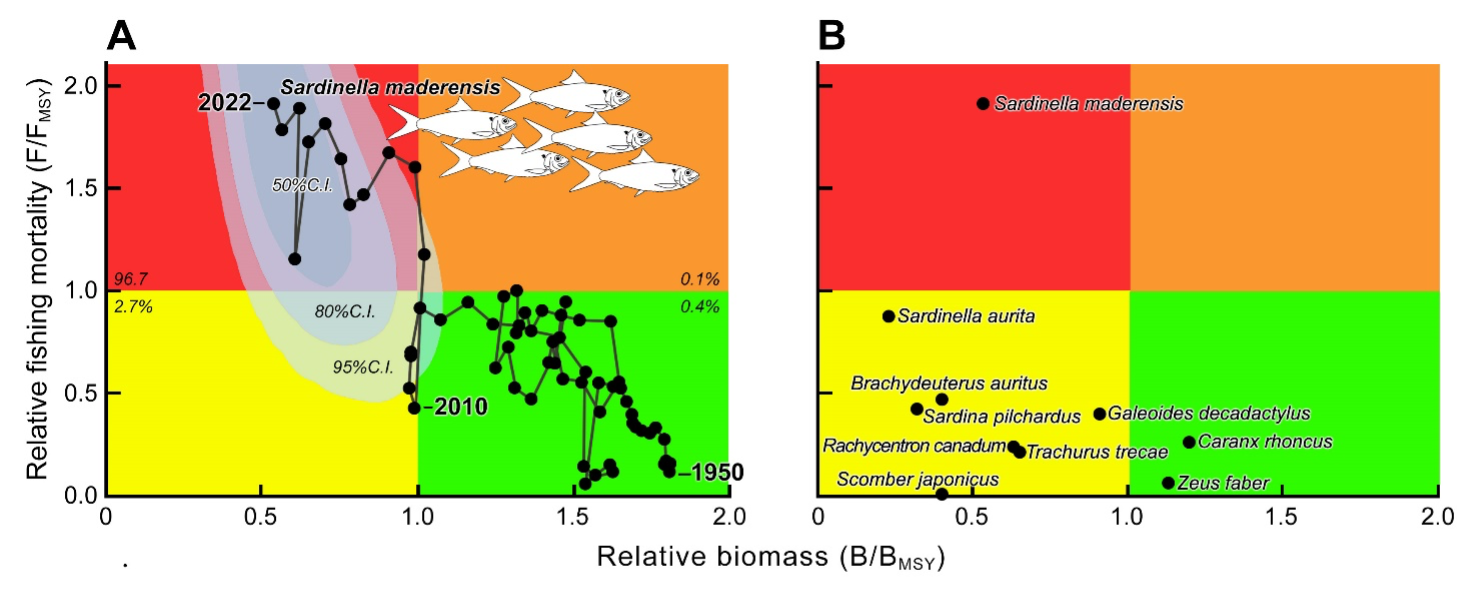 A
B
Relative fishing mortality (F/FMSY)
2.0
1.5
1.0
0.5
0.0
Sardinella maderensis
2022
50%C.I.
96.7
0.1%
2.7%
0.4%
80%C.I.
95%C.I.
2010
1950
0
0.5
1.0
1.5
2.0
Sardinella maderensis
Sardinella aurita
Brachydeuterus auritus
Sardina pilchardus
Galeoides decadactylus
Rachycentron canadum
Trachurus trecae
Caranx rhoncus
Scomber japonicus
Zeus faber
0
0.5
1.0
1.5
2.0
Relative biomass (B/BMSY)